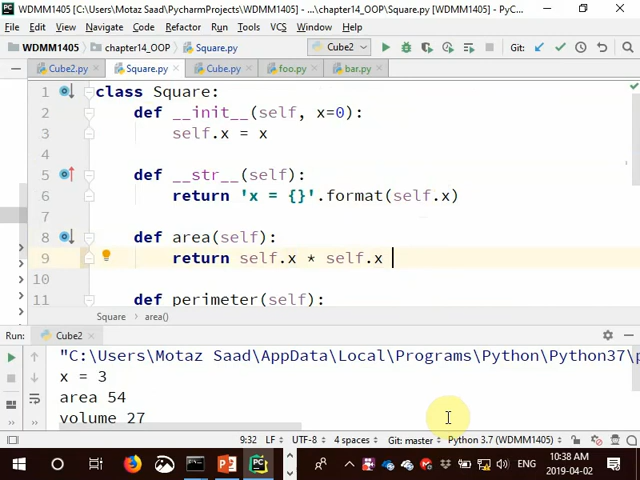 WDMM1405 [C:\Users\Motaz Saad\PycharmProjects\WDMM1405] - ...\chapter14_OOP\Square.py - PyC...
File Edit View Navigate Code Refactor Run Tools Git VCS Window Help
WDMM1405 chapter14_OOP Square.py Cube2 Git:
Cube2.py Square.py Cube.py foo.py bar.py
1 class Square:
2 def __init__(self, x=0):
3 self.x = x
4
5 def __str__(self):
6 return 'x = {}'.format(self.x)
7
8 def area(self):
9 return self.x * self.x
10
11 def perimeter(self):
Square area()
Run: Cube2
"C:\Users\Motaz Saad\AppData\Local\Programs\Python\Python37\p
x = 3
area 54
volume 27
9:32 LF UTF-8 4 spaces Git: master Python 3.7 (WDMM1405)
ENG
10:38 AM
2019-04-02